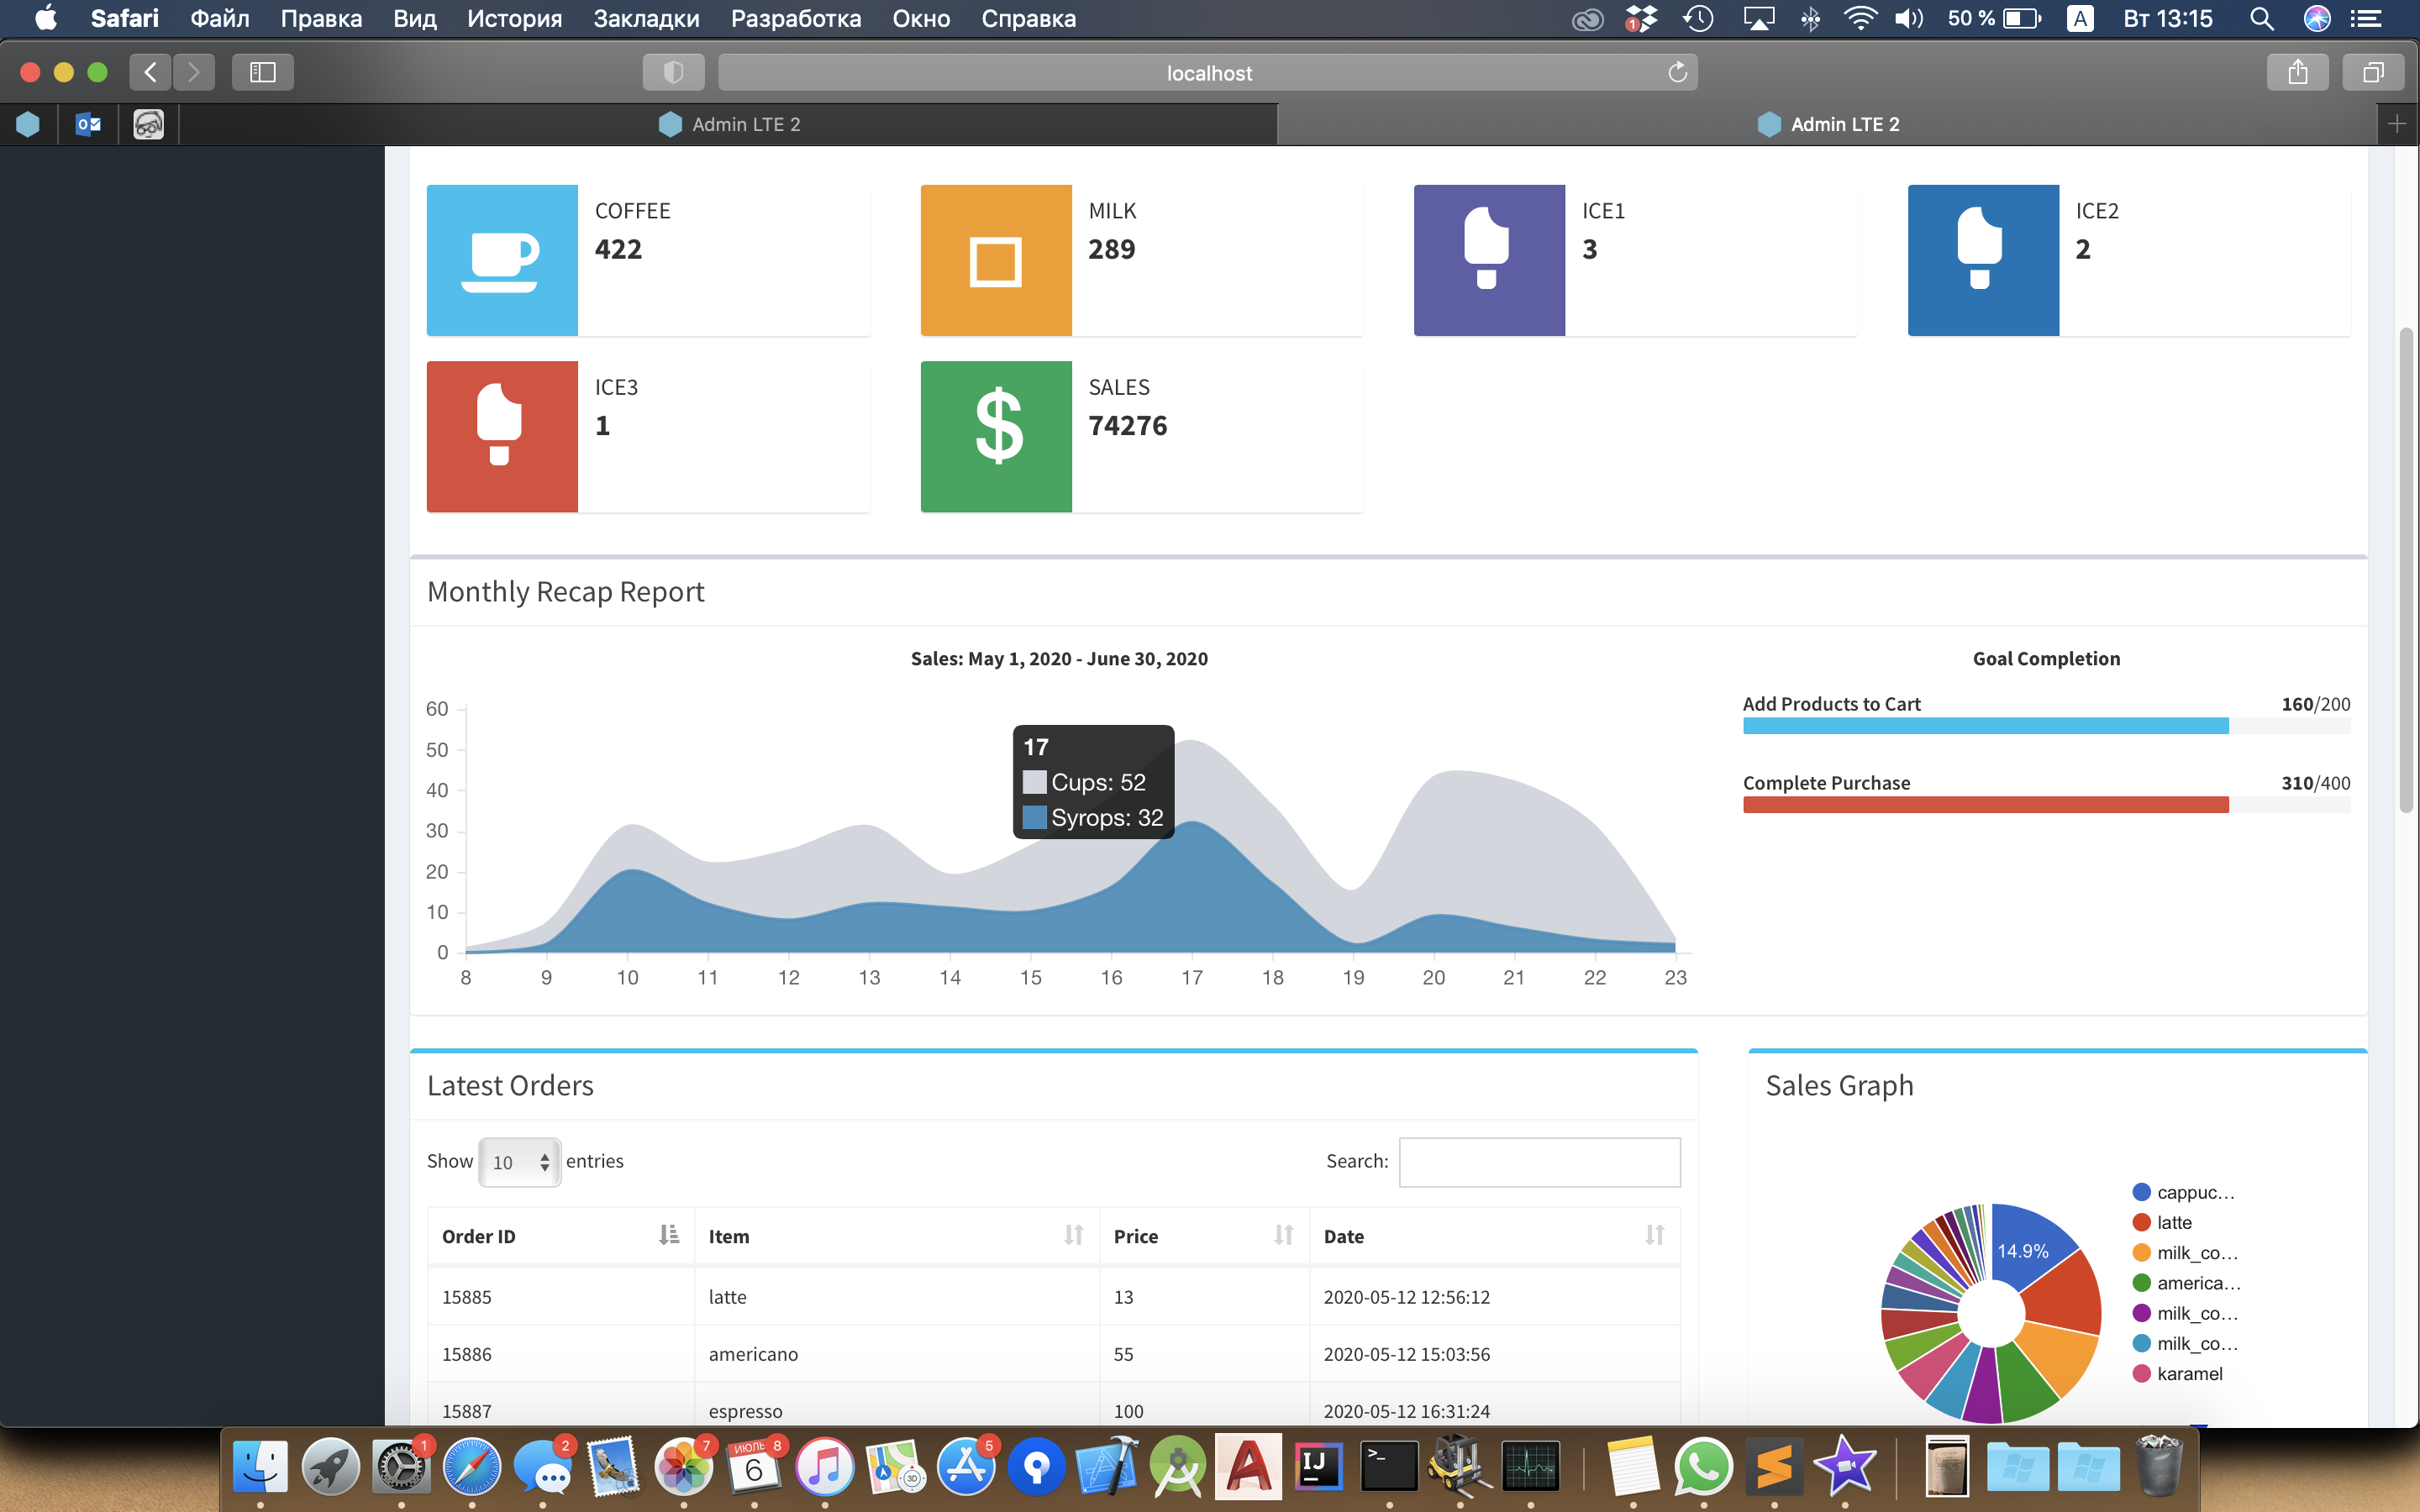 Safari Файл Правка Вид История Закладки Разработка Окно Справка 1 50 % A Вт 13:15
localhost
Admin LTE 2 Admin LTE 2
COFFEE
422
MILK
289
ICE1
3
ICE2
2
ICE3
1
SALES
74276
Monthly Recap Report
Sales: May 1, 2020 - June 30, 2020
60
50
40
30
20
10
0
8 9 10 11 12 13 14 15 16 17 18 19 20 21 22 23
17
Cups: 52
Syrops: 32
Goal Completion
Add Products to Cart 160/200
Complete Purchase 310/400
Latest Orders
Show 10 entries Search:
Order ID Item Price Date
15885 latte 13 2020-05-12 12:56:12
15886 americano 55 2020-05-12 15:03:56
15887 espresso 100 2020-05-12 16:31:24
Sales Graph
14.9%
cappuc...
latte
milk_co...
america...
milk_co...
milk_co...
karamel
1 2 7 ИЮЛЬ 8 5
6 3D IJ >_